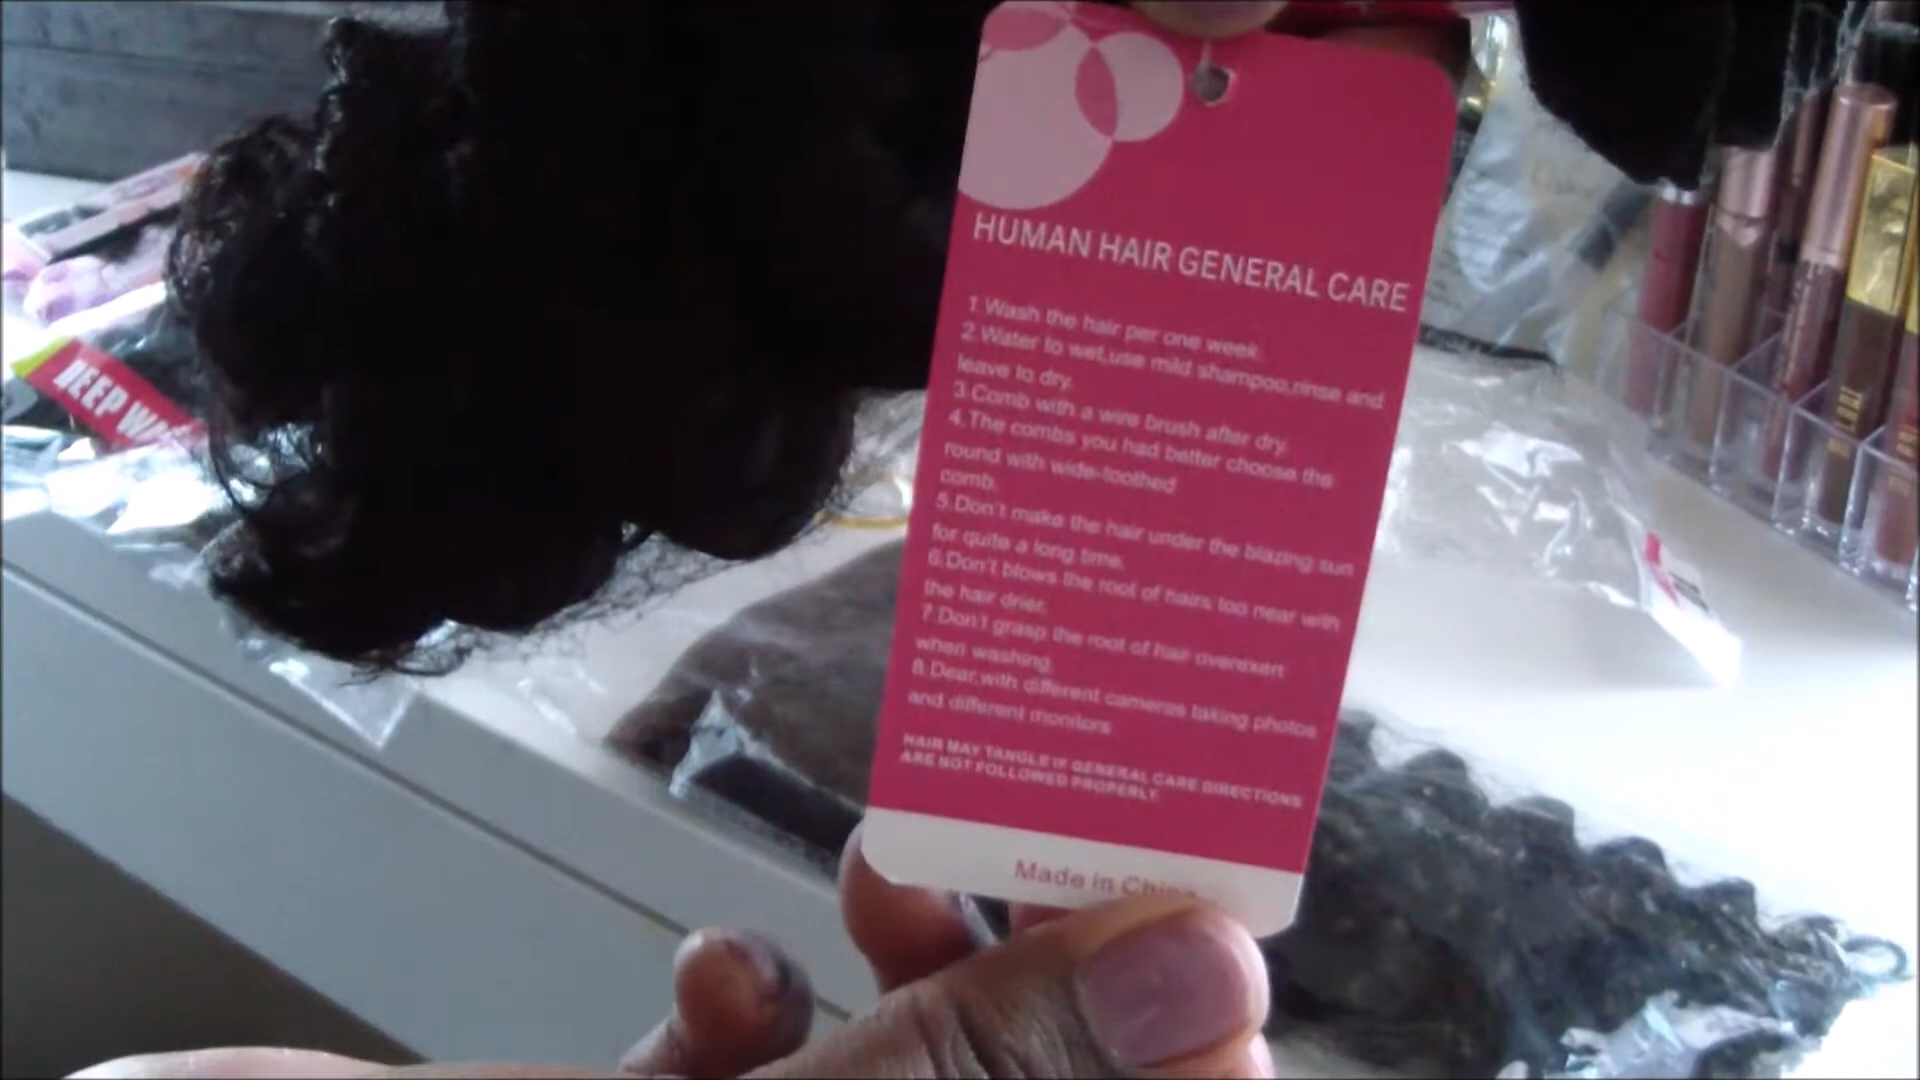 HUMAN HAIR GENERAL CARE
1.Wash the hair per one week.
2.Water to wet,use mild shampoo,rinse and
leave to dry.
3.Comb with a wire brush after dry.
4.The combs you had better choose the
round with wide-toothed
comb.
5.Don't make the hair under the blazing sun
for quite a long time.
6.Don't blows the root of hairs too near with
the hair drier.
7.Don't grasp the root of hair overexert
when washing.
8.Dear,with different cameras taking photos
and different monitors
HAIR MAY TANGLE IF GENERAL CARE DIRECTIONS
ARE NOT FOLLOWED PROPERLY.
Made in China
DEEP